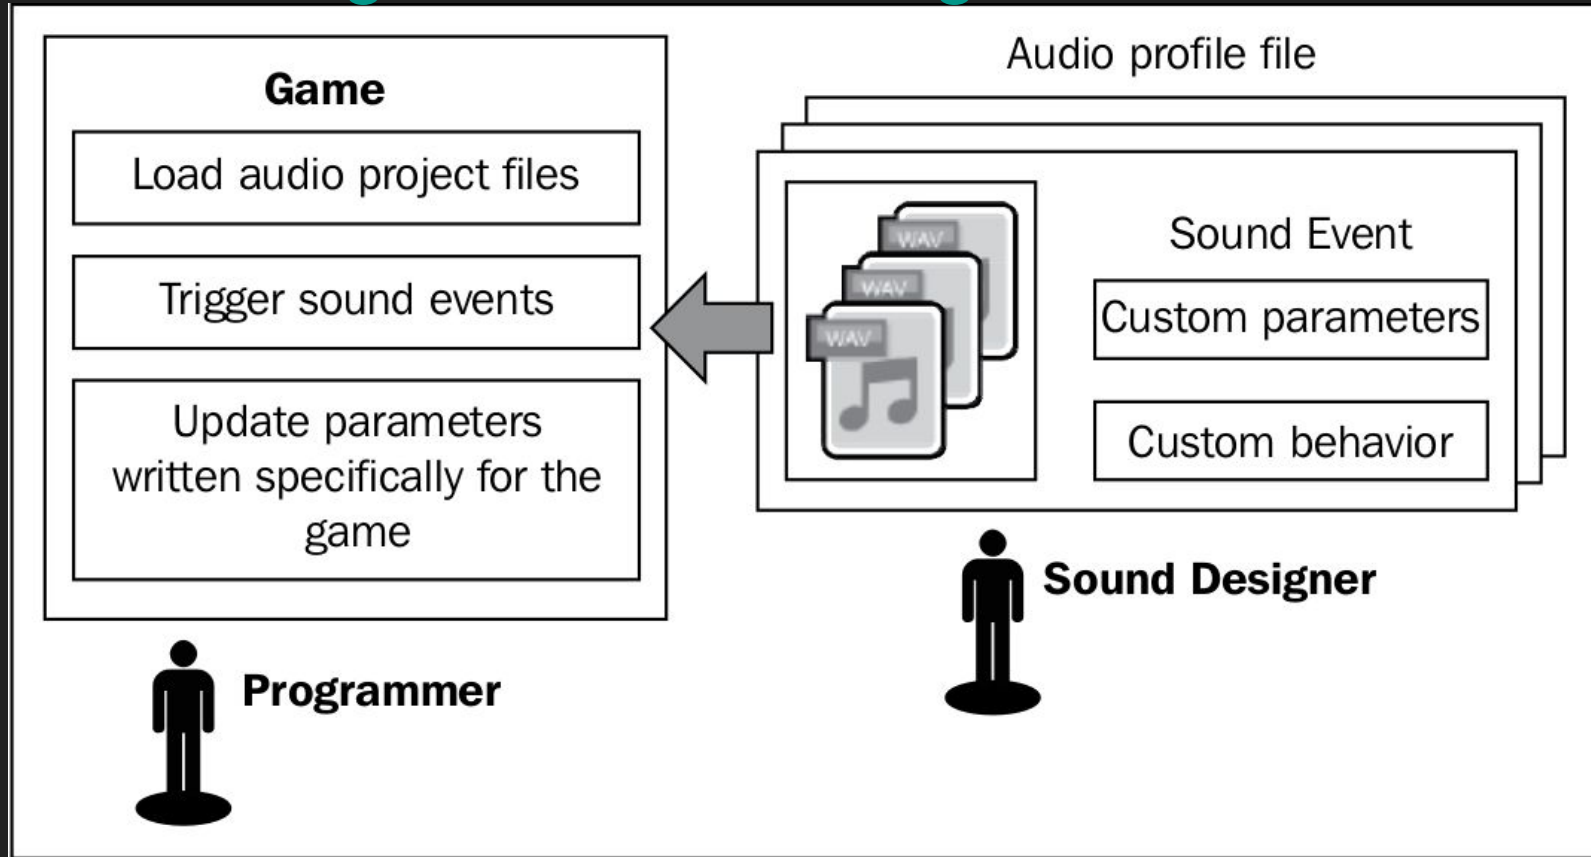 Game
Load audio project files
Trigger sound events
Update parameters
written specifically for the
game
Programmer
Audio profile file
WAV
WAV
WAV
Sound Event
Custom parameters
Custom behavior
Sound Designer